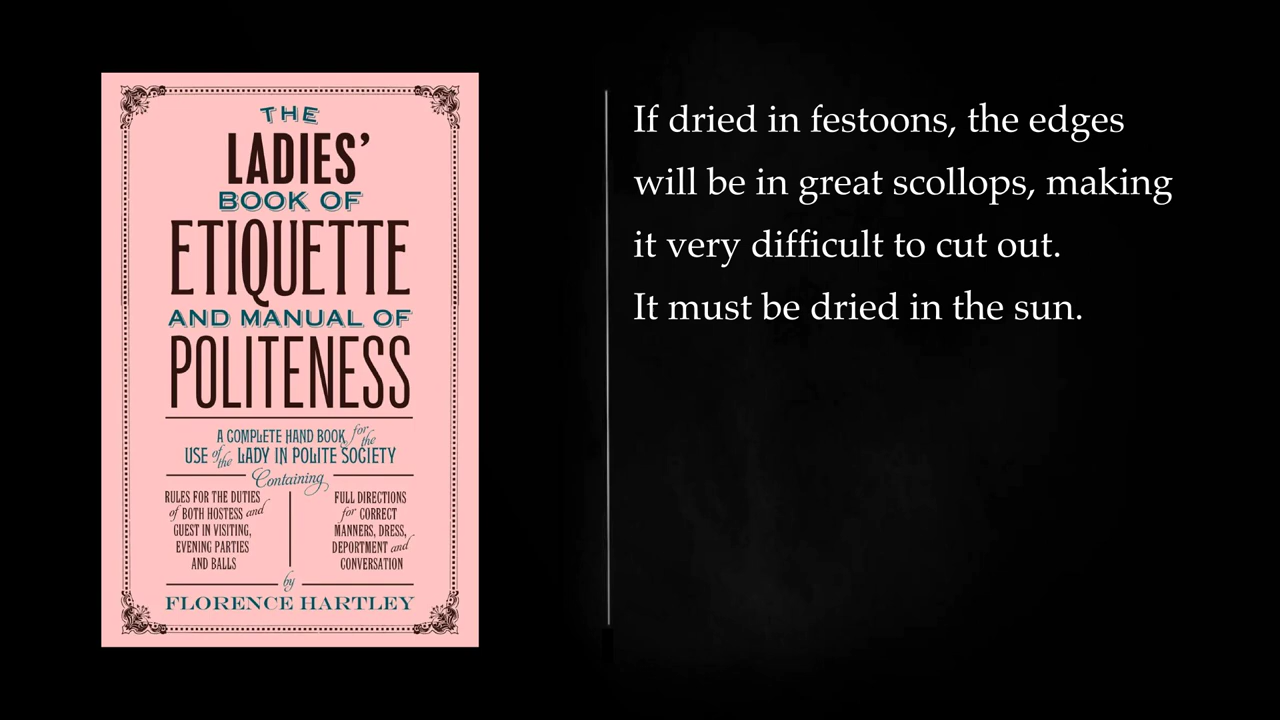 THE
LADIES'
BOOK OF
ETIQUETTE
AND MANUAL OF
POLITENESS
A COMPLETE HAND BOOK for the
USE of the LADY IN POLITE SOCIETY
Containing
RULES FOR THE DUTIES
of BOTH HOSTESS and
GUEST IN VISITING,
EVENING PARTIES
AND BALLS
FULL DIRECTIONS
for CORRECT
MANNERS, DRESS,
DEPORTMENT and
CONVERSATION
by
FLORENCE HARTLEY
If dried in festoons, the edges
will be in great scollops, making
it very difficult to cut out.
It must be dried in the sun.